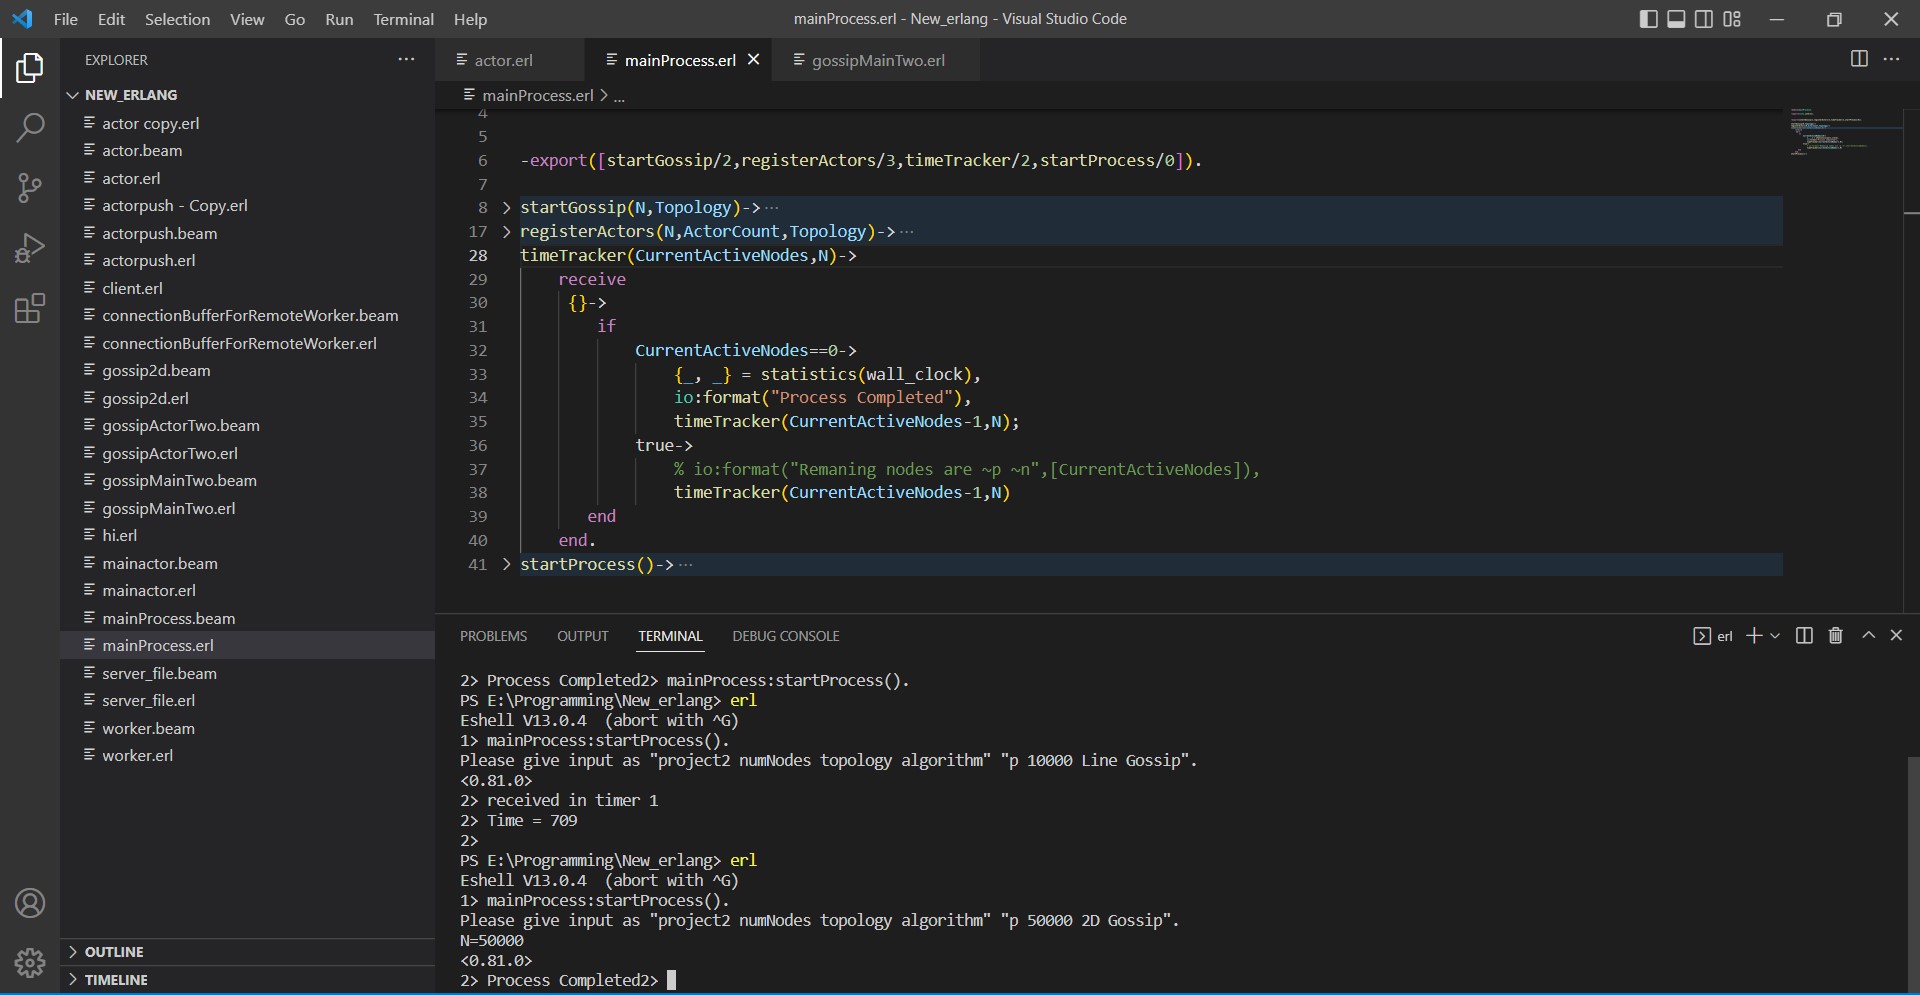 File Edit Selection View Go Run Terminal Help
mainProcess.erl - New_erlang - Visual Studio Code
EXPLORER
NEW_ERLANG
actor copy.erl
actor.beam
actor.erl
actorpush - Copy.erl
actorpush.beam
actorpush.erl
client.erl
connectionBufferForRemoteWorker.beam
connectionBufferForRemoteWorker.erl
gossip2d.beam
gossip2d.erl
gossipActorTwo.beam
gossipActorTwo.erl
gossipMainTwo.beam
gossipMainTwo.erl
hi.erl
mainactor.beam
mainactor.erl
mainProcess.beam
mainProcess.erl
server_file.beam
server_file.erl
worker.beam
worker.erl
OUTLINE
TIMELINE
actor.erl mainProcess.erl gossipMainTwo.erl
mainProcess.erl > ...
4
5
6 -export([startGossip/2,registerActors/3,timeTracker/2,startProcess/0]).
7
8 startGossip(N,Topology)-> ···
17 registerActors(N,ActorCount,Topology)-> ···
28 timeTracker(CurrentActiveNodes,N)->
29 receive
30 {}->
31 if
32 CurrentActiveNodes==0->
33 {_, _} = statistics(wall_clock),
34 io:format("Process Completed"),
35 timeTracker(CurrentActiveNodes-1,N);
36 true->
37 % io:format("Remaning nodes are ~p ~n",[CurrentActiveNodes]),
38 timeTracker(CurrentActiveNodes-1,N)
39 end
40 end.
41 startProcess()-> ···
PROBLEMS OUTPUT TERMINAL DEBUG CONSOLE
erl
2> Process Completed2> mainProcess:startProcess().
PS E:\Programming\New_erlang> erl
Eshell V13.0.4 (abort with ^G)
1> mainProcess:startProcess().
Please give input as "project2 numNodes topology algorithm" "p 10000 Line Gossip".
<0.81.0>
2> received in timer 1
2> Time = 709
2>
PS E:\Programming\New_erlang> erl
Eshell V13.0.4 (abort with ^G)
1> mainProcess:startProcess().
Please give input as "project2 numNodes topology algorithm" "p 50000 2D Gossip".
N=50000
<0.81.0>
2> Process Completed2>